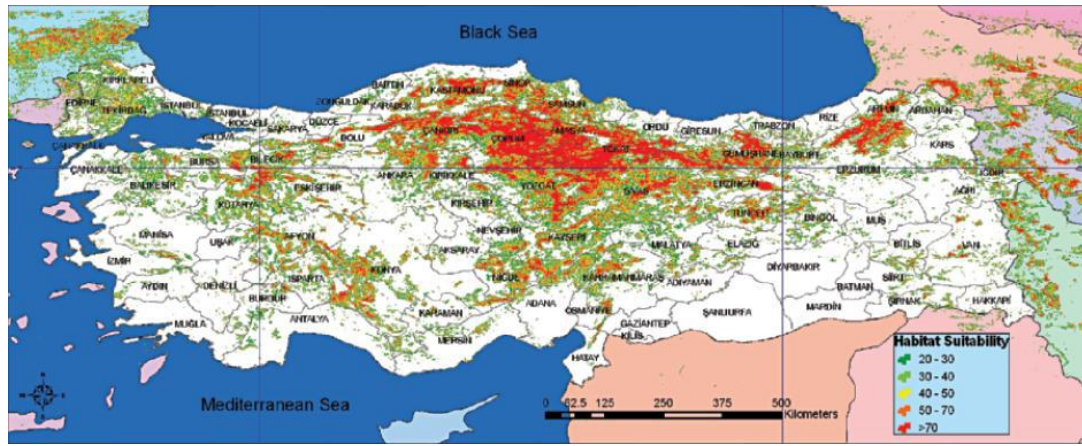 Black Sea
KIRKLARELİ
EDİRNE
TEKİRDAĞ
İSTANBUL
İSTANBUL
KOCAELİ
YALOVA
SAKARYA
DÜZCE
ZONGULDAK
BARTIN
KARABÜK
KASTAMONU
SİNOP
SAMSUN
BOLU
ÇANKIRI
ÇORUM
AMASYA
TOKAT
ORDU
GİRESUN
TRABZON
RİZE
ARTVİN
ARDAHAN
KARS
GÜMÜŞHANE
BAYBURT
ÇANAKKALE
ÇANAKKALE
BURSA
BİLECİK
BALIKESİR
ESKİŞEHİR
ANKARA
KIRIKKALE
YOZGAT
SİVAS
ERZİNCAN
ERZURUM
IĞDIR
AĞRI
KÜTAHYA
KIRŞEHİR
TUNCELİ
BİNGÖL
MUŞ
MANİSA
UŞAK
AFYON
NEVŞEHİR
KAYSERİ
AKSARAY
MALATYA
ELAZIĞ
BİTLİS
VAN
İZMİR
AYDIN
DENİZLİ
ISPARTA
KONYA
NİĞDE
KAHRAMANMARAŞ
ADIYAMAN
DİYARBAKIR
BATMAN
SİİRT
ŞIRNAK
HAKKARİ
BURDUR
MUĞLA
ANTALYA
KARAMAN
MERSİN
ADANA
OSMANİYE
GAZİANTEP
KİLİS
ŞANLIURFA
MARDİN
HATAY
Mediterranean Sea
N
0 62.5 125 250 375 500
Kilometers
Habitat Suitability
20 - 30
30 - 40
40 - 50
50 - 70
>70